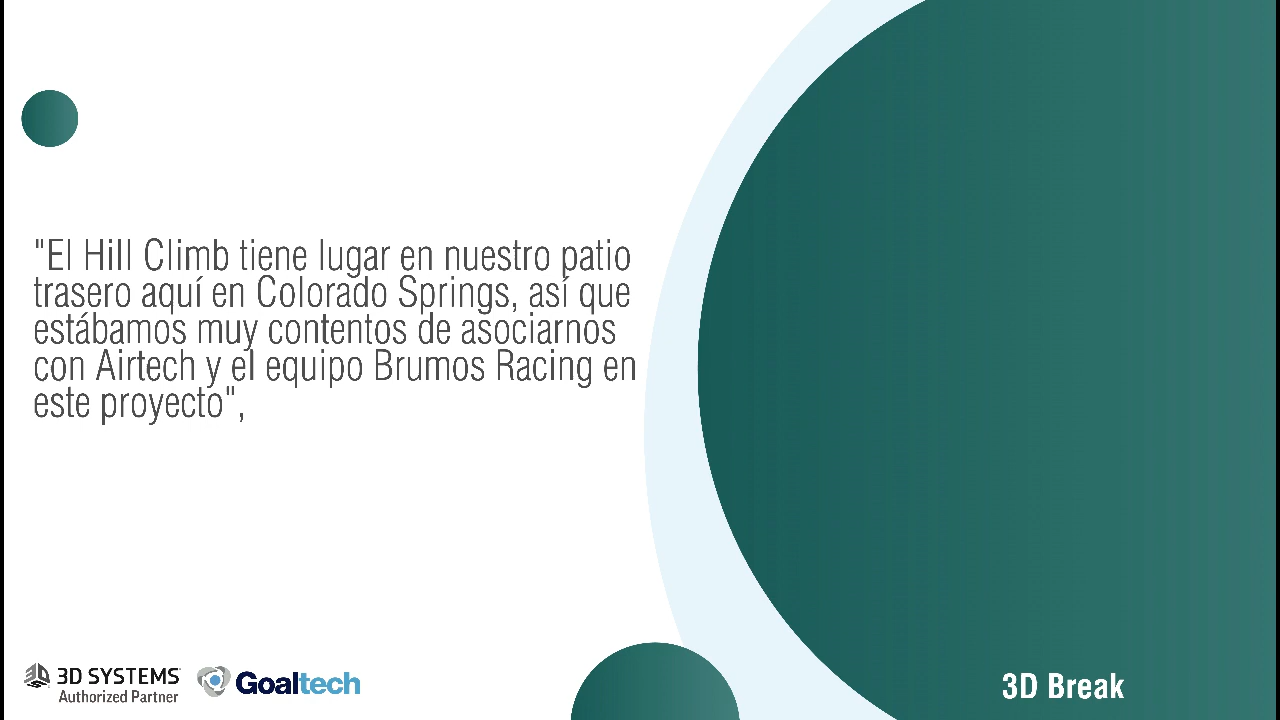 "El Hill Climb tiene lugar en nuestro patio
trasero aquí en Colorado Springs, así que
estábamos muy contentos de asociarnos
con Airtech y el equipo Brumos Racing en
este proyecto",
3D SYSTEMS
Authorized Partner
Goaltech
3D Break